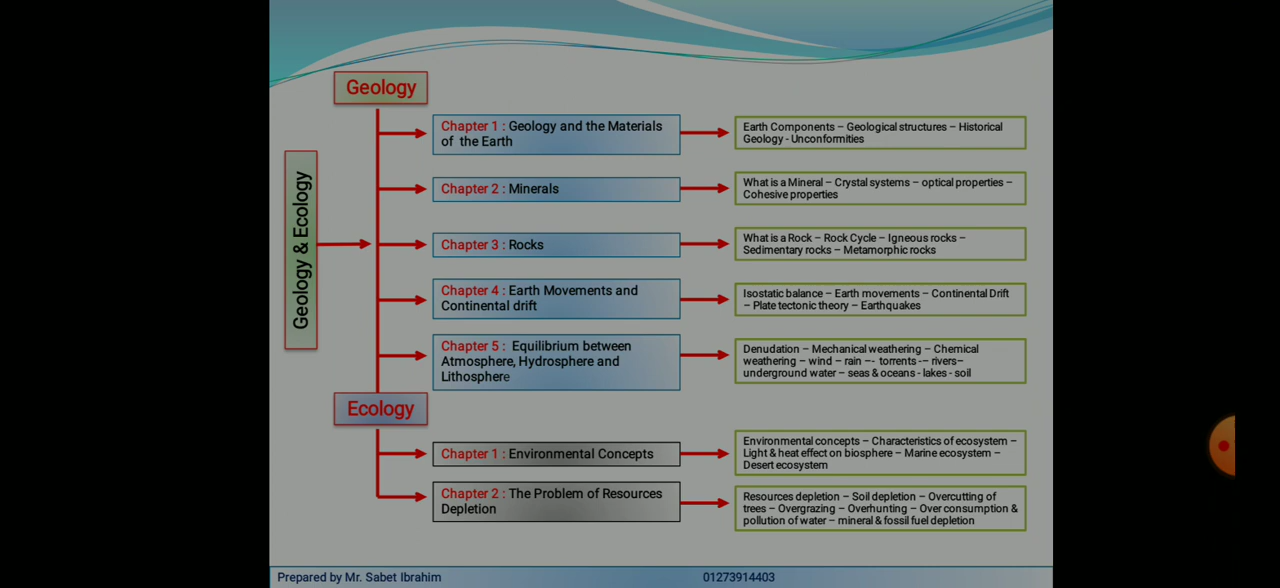 Geology
Geology & Ecology
Chapter 1 : Geology and the Materials
of the Earth
Earth Components – Geological structures – Historical
Geology - Unconformities
Chapter 2 : Minerals
What is a Mineral – Crystal systems – optical properties –
Cohesive properties
Chapter 3 : Rocks
What is a Rock – Rock Cycle – Igneous rocks –
Sedimentary rocks – Metamorphic rocks
Chapter 4 : Earth Movements and
Continental drift
Isostatic balance – Earth movements – Continental Drift
– Plate tectonic theory – Earthquakes
Chapter 5 : Equilibrium between
Atmosphere, Hydrosphere and
Lithosphere
Denudation – Mechanical weathering – Chemical
weathering – wind – rain –- torrents -– rivers–
underground water – seas & oceans - lakes - soil
Ecology
Chapter 1 : Environmental Concepts
Environmental concepts – Characteristics of ecosystem –
Light & heat effect on biosphere – Marine ecosystem –
Desert ecosystem
Chapter 2 : The Problem of Resources
Depletion
Resources depletion – Soil depletion – Overcutting of
trees – Overgrazing – Overhunting – Over consumption &
pollution of water – mineral & fossil fuel depletion
Prepared by Mr. Sabet Ibrahim
01273914403